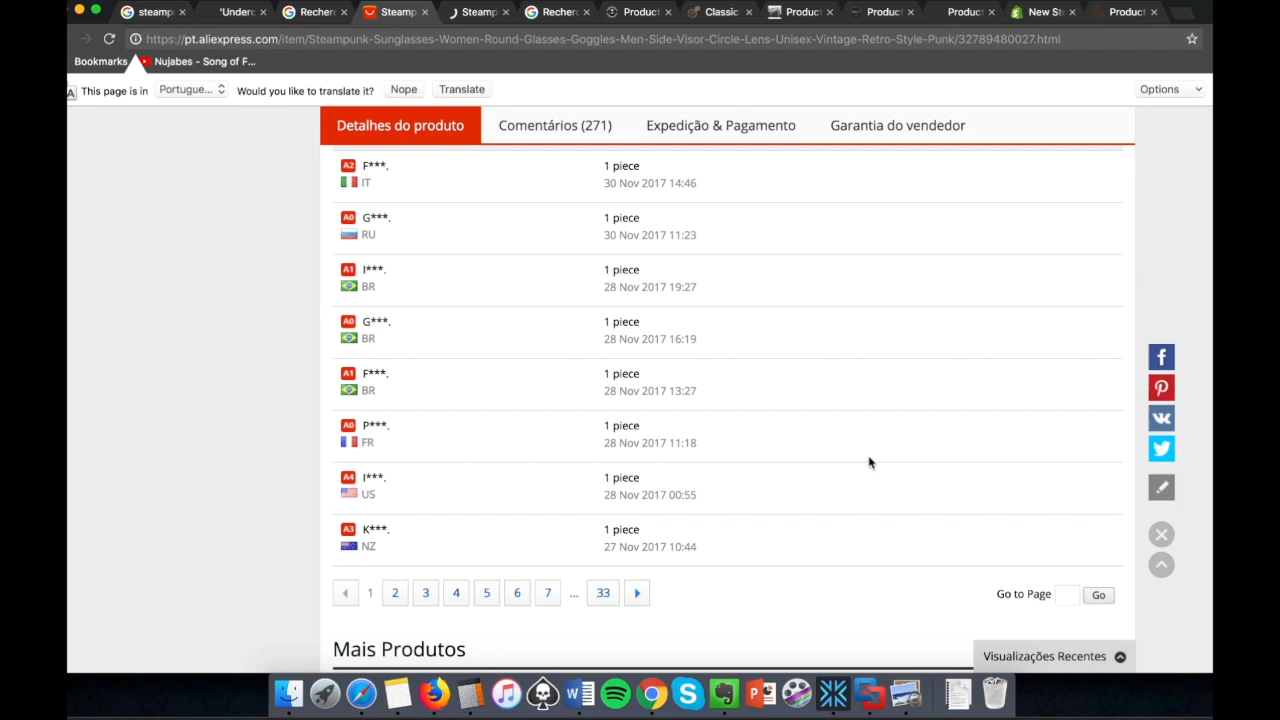 steamp
'Underc
Recher
Steamp
Steamp
Recher
Product
Classic
Product
Product
Product
New St
Product
https://pt.aliexpress.com/item/Steampunk-Sunglasses-Women-Round-Glasses-Goggles-Men-Side-Visor-Circle-Lens-Unisex-Vintage-Retro-Style-Punk/32789480027.html
Bookmarks Nujabes - Song of F...
This page is in Portugue... Would you like to translate it? Nope Translate Options
Detalhes do produto Comentários (271) Expedição & Pagamento Garantia do vendedor
A2 F***. 1 piece
IT 30 Nov 2017 14:46
A0 G***. 1 piece
RU 30 Nov 2017 11:23
A1 I***. 1 piece
BR 28 Nov 2017 19:27
A0 G***. 1 piece
BR 28 Nov 2017 16:19
A1 F***. 1 piece
BR 28 Nov 2017 13:27
A0 P***. 1 piece
FR 28 Nov 2017 11:18
A4 I***. 1 piece
US 28 Nov 2017 00:55
A3 K***. 1 piece
NZ 27 Nov 2017 10:44
1 2 3 4 5 6 7 ... 33 Go to Page Go
Mais Produtos
Visualizações Recentes